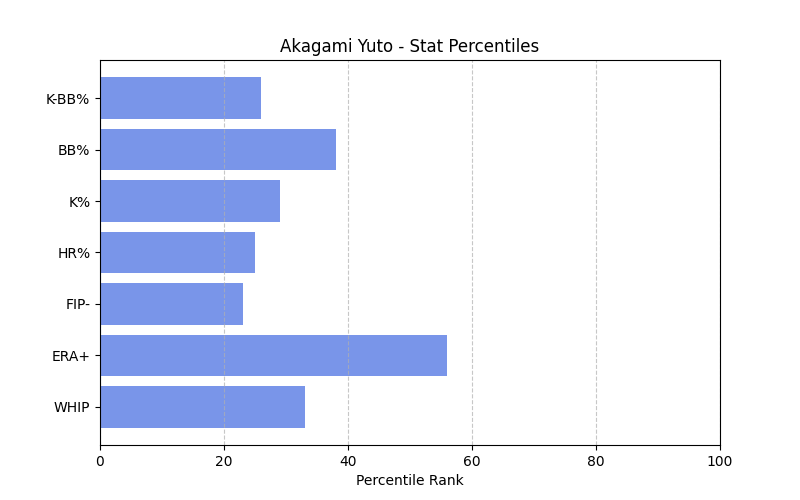 Akagami Yuto - Stat Percentiles
K-BB%
BB%
K%
HR%
FIP-
ERA+
WHIP
0 20 40 60 80 100
Percentile Rank